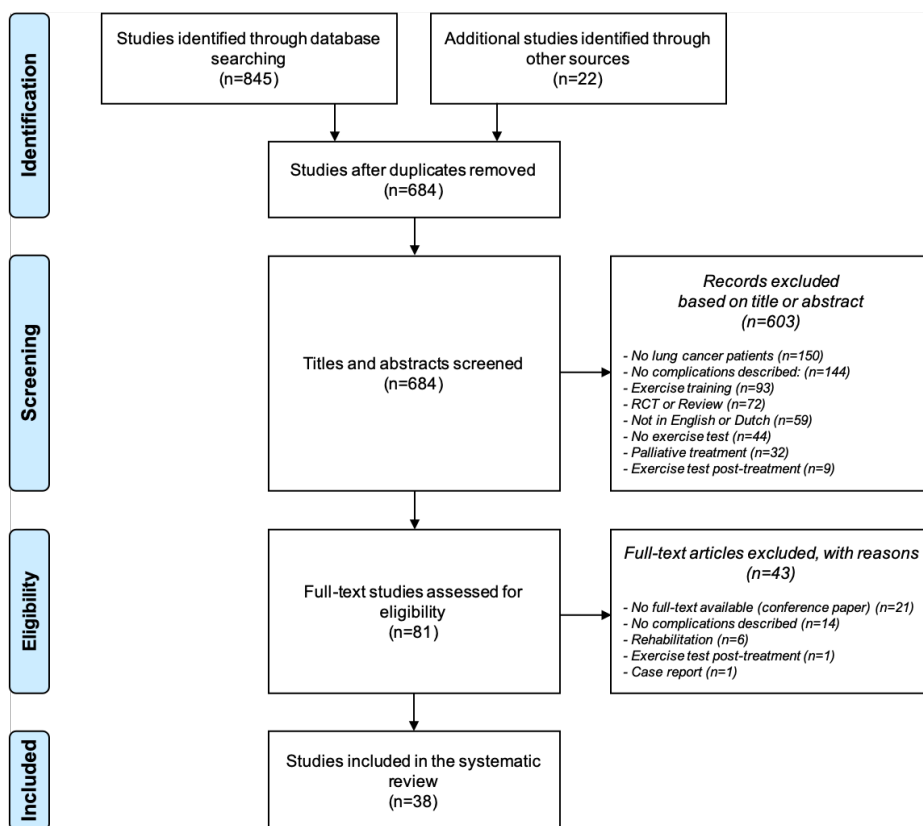 Identification
Studies identified through database
searching
(n=845)
Additional studies identified through
other sources
(n=22)
Studies after duplicates removed
(n=684)
Screening
Titles and abstracts screened
(n=684)
Records excluded
based on title or abstract
(n=603)
- No lung cancer patients (n=150)
- No complications described: (n=144)
- Exercise training (n=93)
- RCT or Review (n=72)
- Not in English or Dutch (n=59)
- No exercise test (n=44)
- Palliative treatment (n=32)
- Exercise test post-treatment (n=9)
Eligibility
Full-text studies assessed for
eligibility
(n=81)
Full-text articles excluded, with reasons
(n=43)
- No full-text available (conference paper) (n=21)
- No complications described (n=14)
- Rehabilitation (n=6)
- Exercise test post-treatment (n=1)
- Case report (n=1)
Included
Studies included in the systematic
review
(n=38)